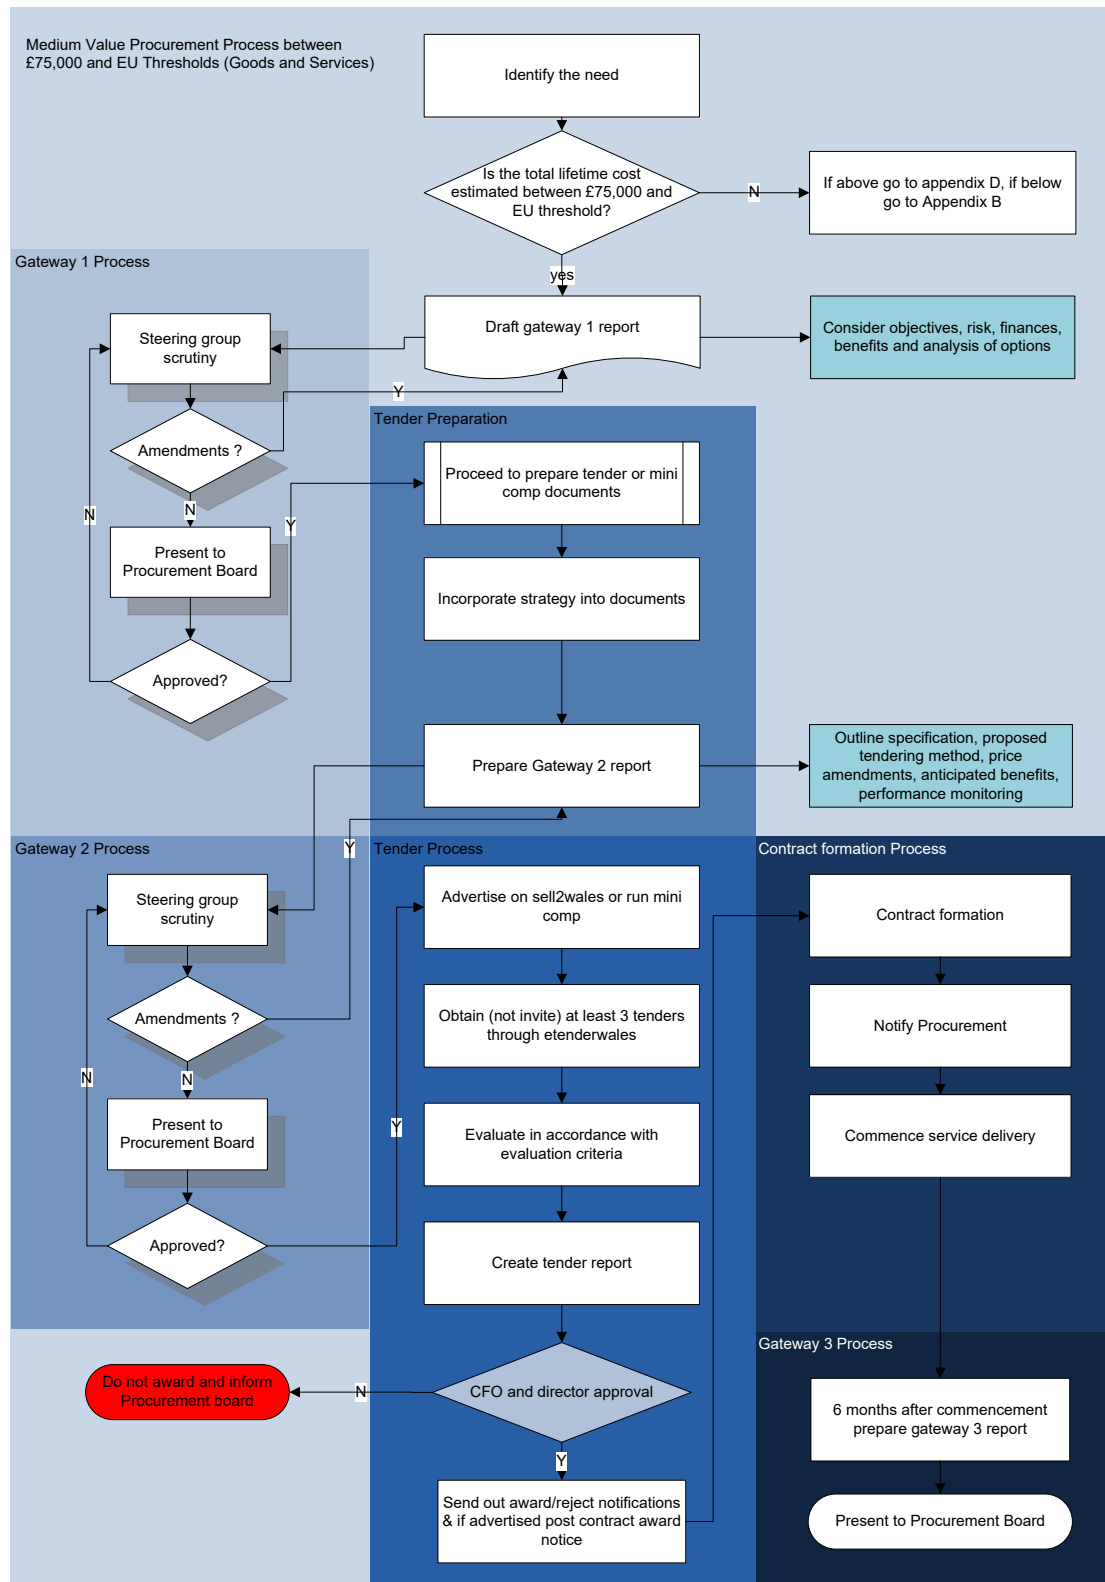 Medium Value Procurement Process between
£75,000 and EU Thresholds (Goods and Services)
Identify the need
Is the total lifetime cost
estimated between £75,000 and
EU threshold?
N
If above go to appendix D, if below
go to Appendix B
yes
Gateway 1 Process
Steering group
scrutiny
Draft gateway 1 report
Consider objectives, risk, finances,
benefits and analysis of options
Y
Amendments ?
N
N
Y
Present to
Procurement Board
Approved?
Tender Preparation
Proceed to prepare tender or mini
comp documents
Incorporate strategy into documents
Prepare Gateway 2 report
Outline specification, proposed
tendering method, price
amendments, anticipated benefits,
performance monitoring
Gateway 2 Process
Y
Steering group
scrutiny
Amendments ?
N
N
Present to
Procurement Board
Y
Approved?
Tender Process
Advertise on sell2wales or run mini
comp
Obtain (not invite) at least 3 tenders
through etenderwales
Evaluate in accordance with
evaluation criteria
Create tender report
CFO and director approval
N
Do not award and inform
Procurement board
Y
Send out award/reject notifications
& if advertised post contract award
notice
Contract formation Process
Contract formation
Notify Procurement
Commence service delivery
Gateway 3 Process
6 months after commencement
prepare gateway 3 report
Present to Procurement Board